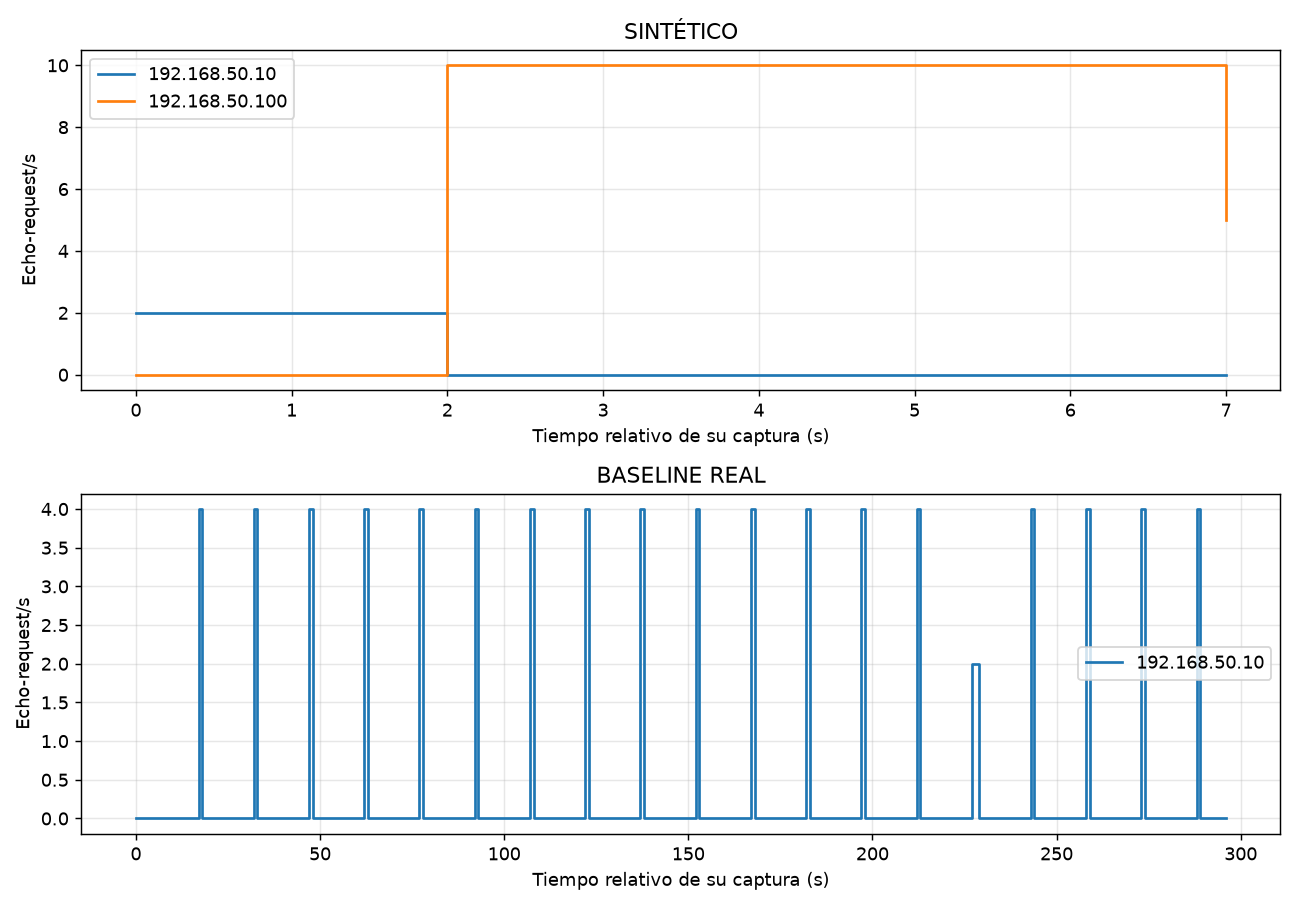 SINTÉTICO
192.168.50.10
192.168.50.100
Echo-request/s
10
8
6
4
2
0
0 1 2 3 4 5 6 7
Tiempo relativo de su captura (s)
BASELINE REAL
192.168.50.10
Echo-request/s
4.0
3.5
3.0
2.5
2.0
1.5
1.0
0.5
0.0
0 50 100 150 200 250 300
Tiempo relativo de su captura (s)